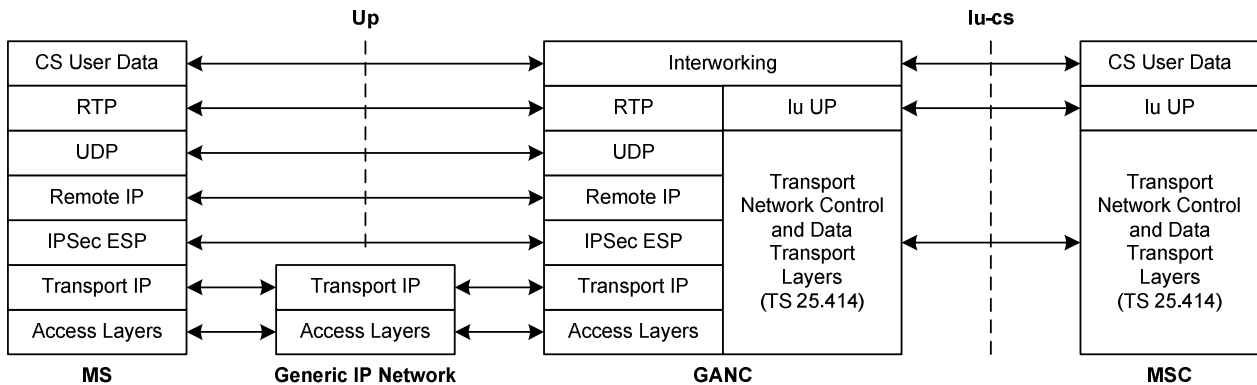 Up
Iu-cs
CS User Data
Interworking
CS User Data
RTP
RTP
Iu UP
Iu UP
UDP
UDP
Remote IP
Remote IP
IPSec ESP
IPSec ESP
Transport
Network Control
and Data
Transport
Layers
(TS 25.414)
Transport
Network Control
and Data
Transport
Layers
(TS 25.414)
Transport IP
Transport IP
Transport IP
Access Layers
Access Layers
Access Layers
MS
Generic IP Network
GANC
MSC